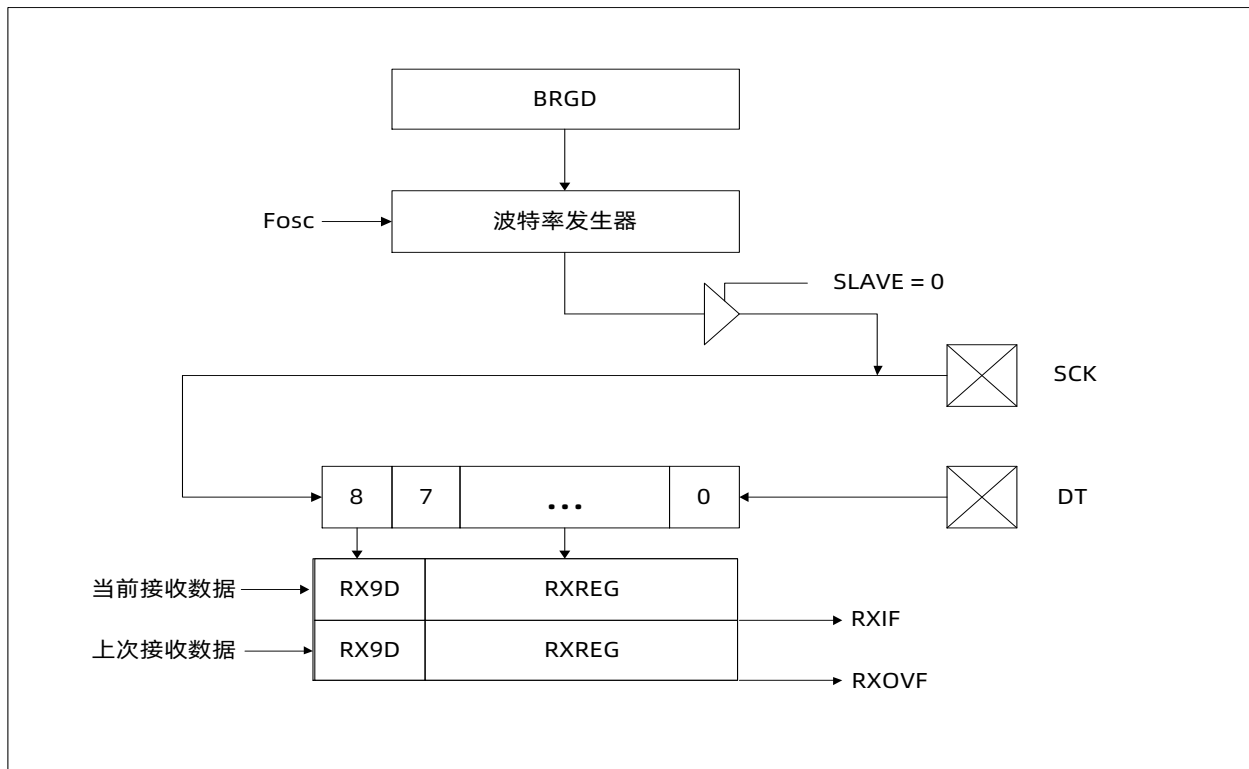 BRGD
Fosc
波特率发生器
SLAVE = 0
SCK
8 7 ... 0
DT
当前接收数据 RX9D RXREG
RXIF
上次接收数据 RX9D RXREG
RXOVF